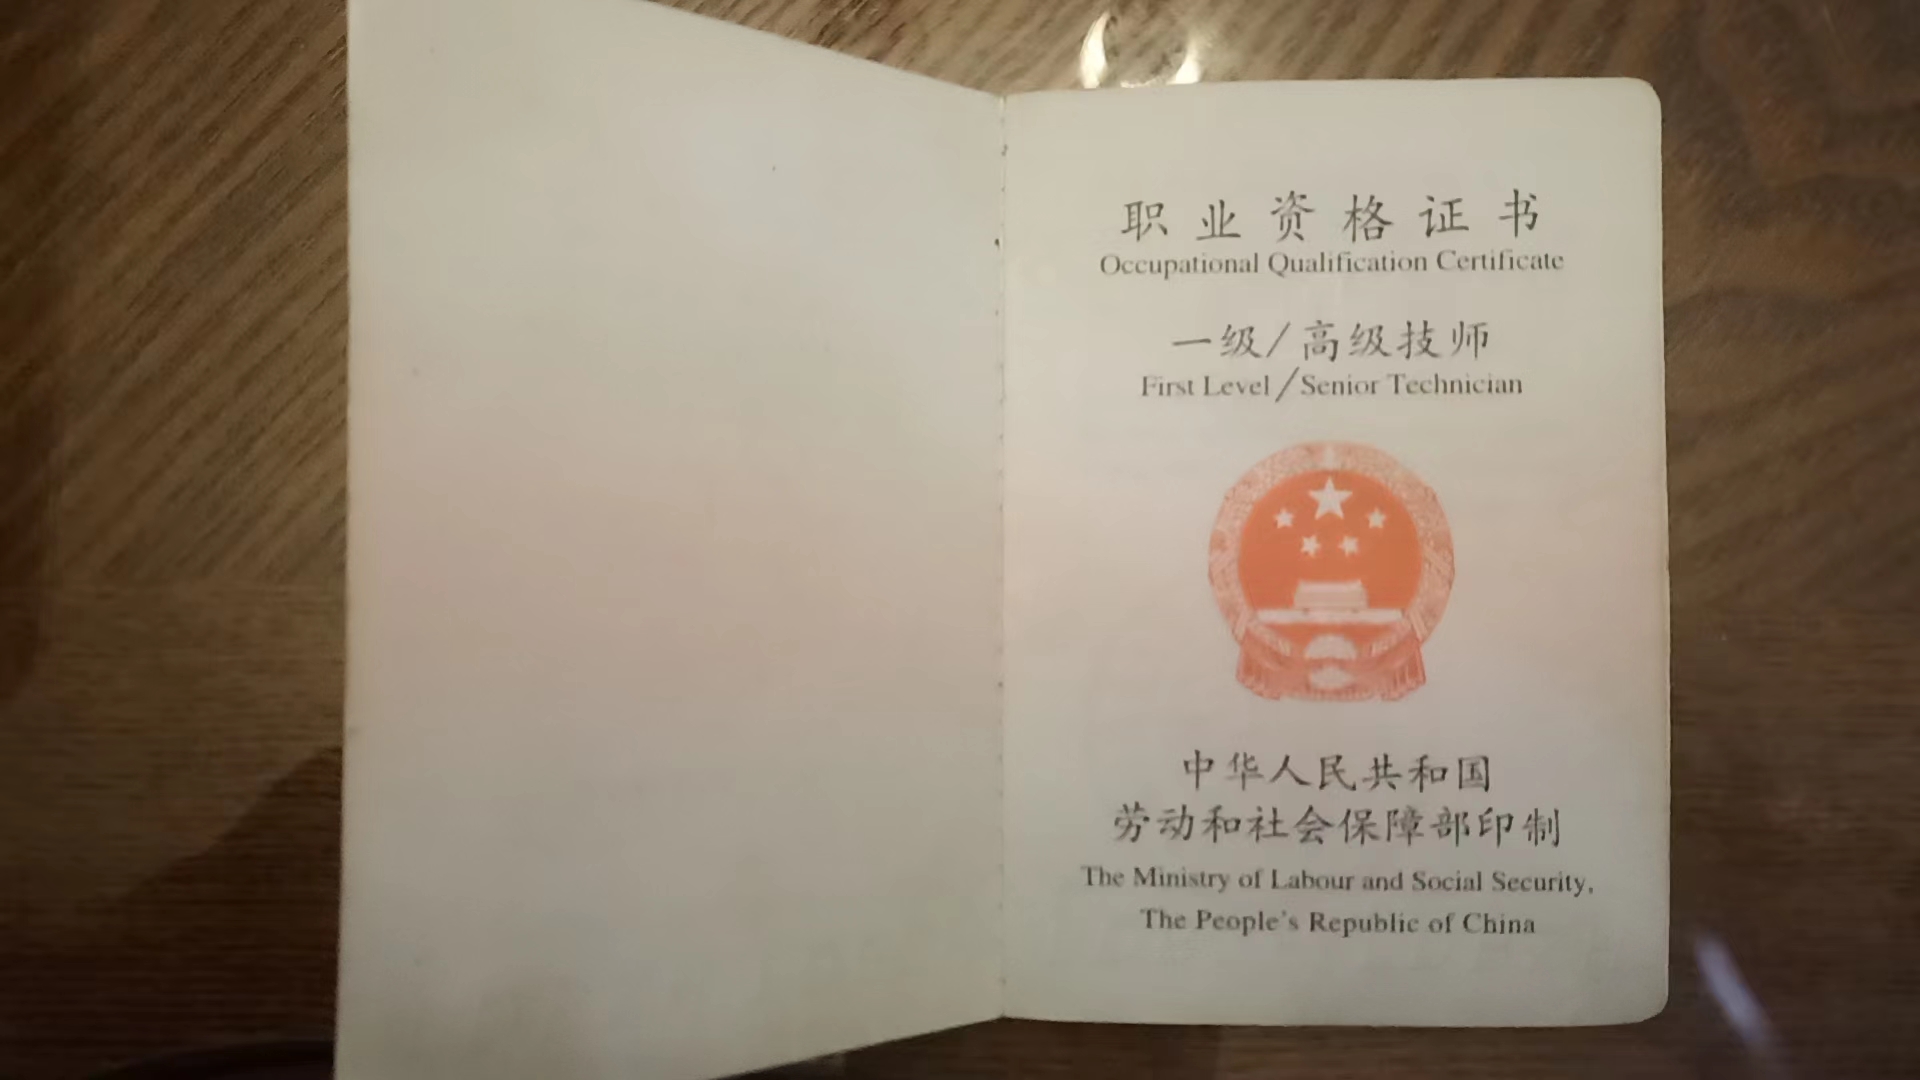 职业资格证书
Occupational Qualification Certificate
一级/高级技师
First Level/Senior Technician
中华人民共和国
劳动和社会保障部印制
The Ministry of Labour and Social Security,
The People's Republic of China